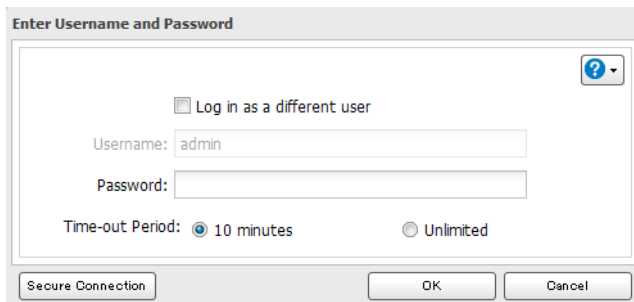 Enter Username and Password
?
Log in as a different user
Username: admin
Password:
Time-out Period: 10 minutes Unlimited
Secure Connection OK Cancel